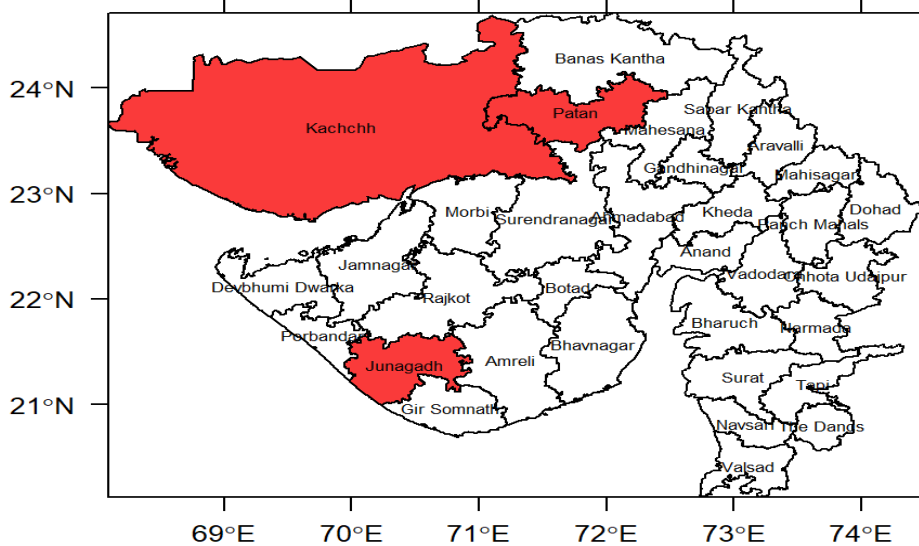 Banas Kantha
24°N
Patan
Sabar Kantha
Kachchh
Mahesana
Aravalli
Gandhinagar
Mahisagar
23°N
Morbi
Surendranagar
Ahmadabad
Kheda
Panch Mahals
Dohad
Anand
Jamnagar
Vadodara
Chhota Udaipur
Devbhumi Dwarka
Botad
22°N
Rajkot
Porbandar
Bharuch
Narmada
Bhavnagar
Junagadh
Amreli
Surat
Tapi
21°N
Gir Somnath
Navsari
The Dangs
Valsad
69°E 70°E 71°E 72°E 73°E 74°E